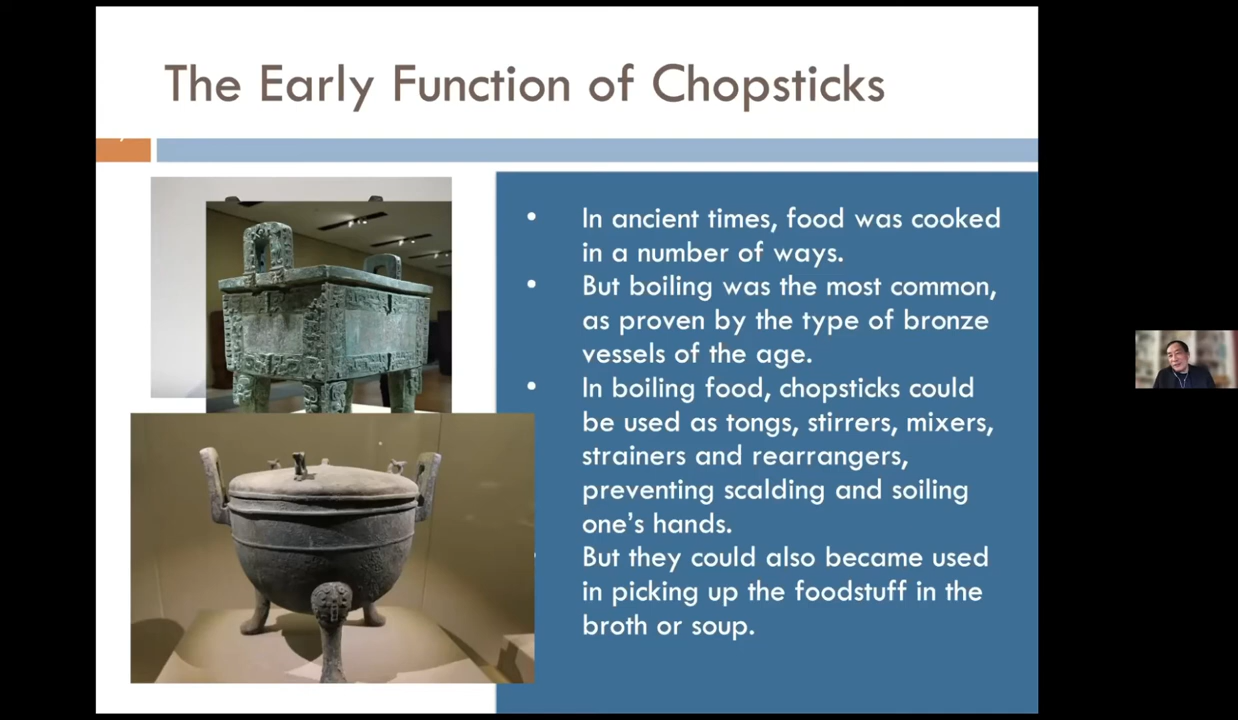 The Early Function of Chopsticks
• In ancient times, food was cooked
in a number of ways.
• But boiling was the most common,
as proven by the type of bronze
vessels of the age.
• In boiling food, chopsticks could
be used as tongs, stirrers, mixers,
strainers and rearrangers,
preventing scalding and soiling
one’s hands.
But they could also became used
in picking up the foodstuff in the
broth or soup.